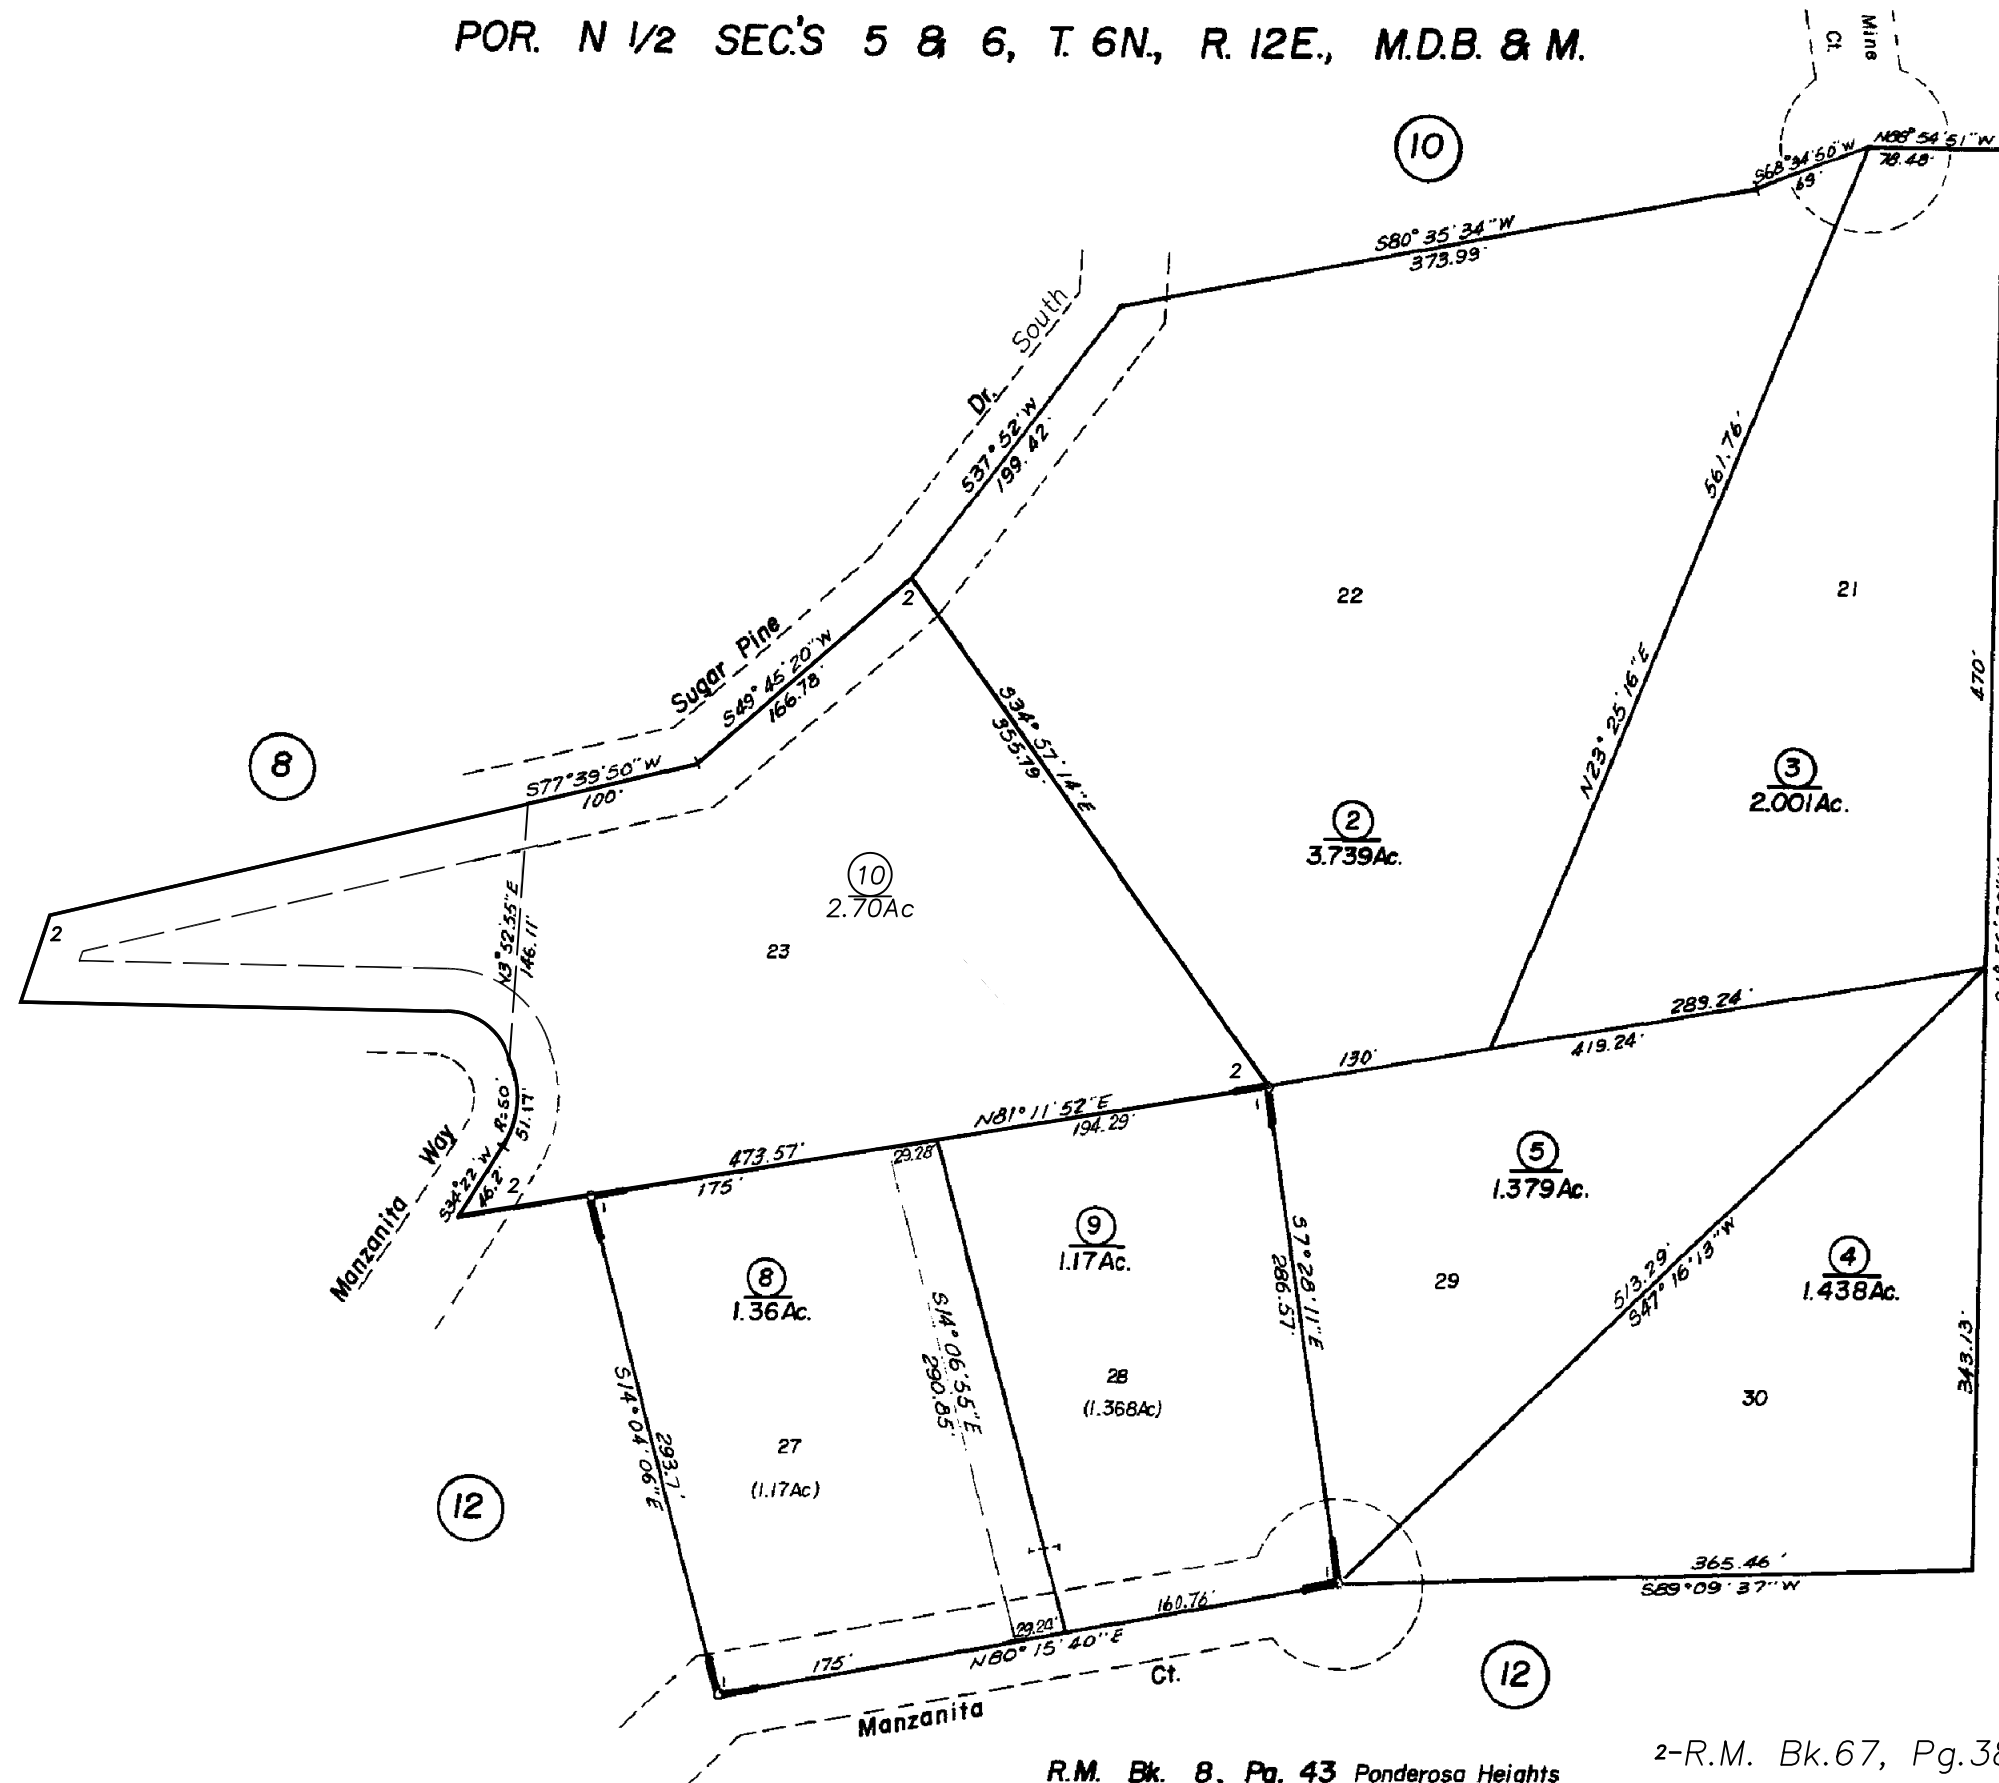 POR. N 1/2 SEC.'S 5 & 6, T. 6N., R. 12E., M.D.B. & M.
Mine
Ct.
10
N88°54'51"W
78.48'
S68°34'50"W
69'
S80°35'34"W
373.99'
South
Dr.
S37°52'W
199.42'
561.76'
22
21
2
Sugar Pine
S49°45'20"W
166.78'
S34°57'14"E
355.79'
N23°25'16"E
470'
8
S77°39'50"W
100'
3
2.001Ac.
2
3.739Ac.
10
2.70Ac
23
2
N3°52'55"E
146.11'
289.24'
419.24'
130'
2
N81°11'52"E
194.29'
R=50'
51.17'
Way
S34°22'W
46.2'
2
473.57'
175'
29.28'
Manzanita
5
1.379Ac.
9
1.17Ac.
8
1.36Ac.
S7°28'11"E
286.57'
29
513.29'
S47°16'13"W
4
1.438Ac.
S14°06'55"E
290.85'
28
(1.368Ac)
343.13'
30
S14°04'06"E
293.7'
27
(1.17Ac)
12
365.46'
S89°09'37"W
160.76'
29.24'
N80°15'40"E
175'
Ct.
Manzanita
12
2-R.M. Bk.67, Pg.38
R.M. Bk. 8, Pg. 43 Ponderosa Heights